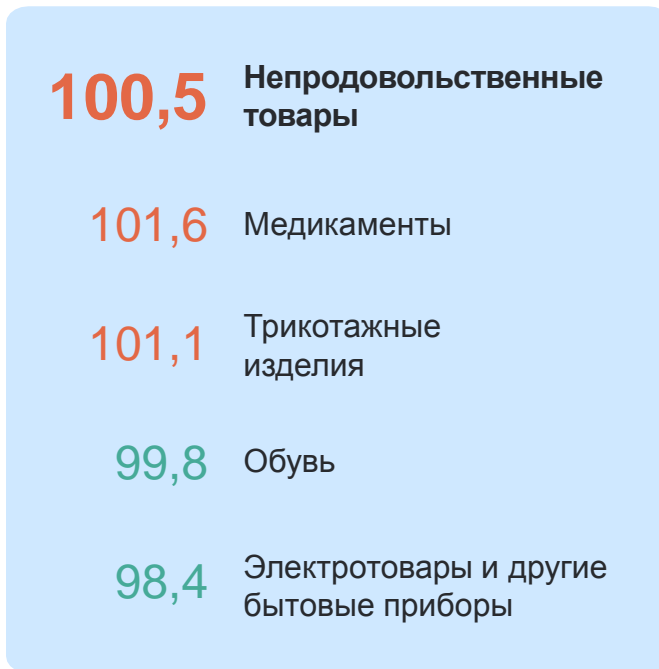 100,5 Непродовольственные
товары
101,6 Медикаменты
101,1 Трикотажные
изделия
99,8 Обувь
98,4 Электротовары и другие
бытовые приборы